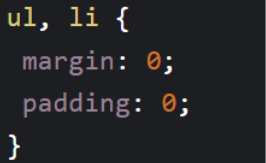 ul, li {
 margin: 0;
 padding: 0;
}